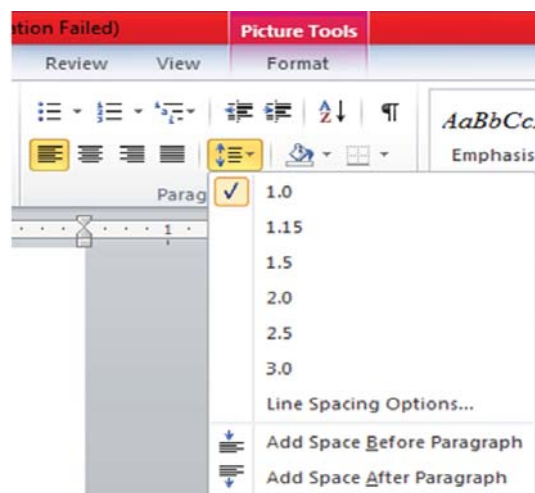 ation Failed) Picture Tools
Review View Format
AaBbCc
Emphasis
Parag
1
1.0
1.15
1.5
2.0
2.5
3.0
Line Spacing Options...
Add Space Before Paragraph
Add Space After Paragraph